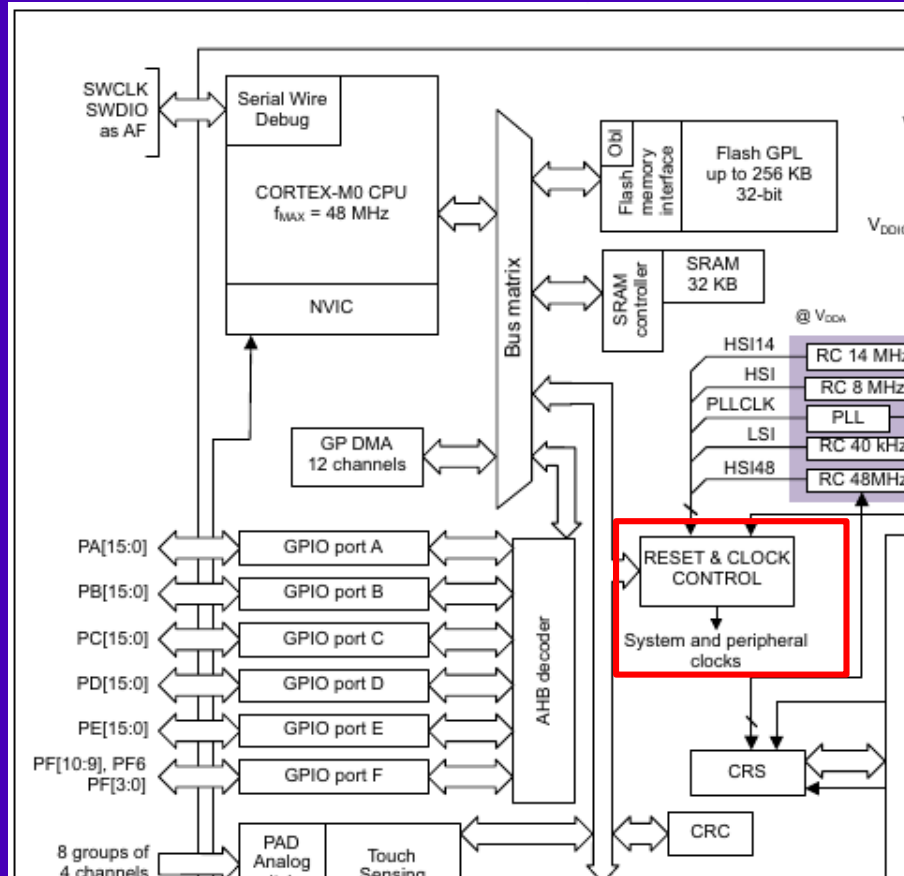 SWCLK
SWDIO
as AF
Serial Wire
Debug
CORTEX-M0 CPU
fMAX = 48 MHz
NVIC
Bus matrix
Obl
Flash
memory
interface
Flash GPL
up to 256 KB
32-bit
SRAM
controller
SRAM
32 KB
@ VDDA
HSI14
RC 14 MHz
HSI
RC 8 MHz
PLLCLK
PLL
LSI
RC 40 kHz
HSI48
RC 48MHz
GP DMA
12 channels
PA[15:0]
GPIO port A
PB[15:0]
GPIO port B
PC[15:0]
GPIO port C
PD[15:0]
GPIO port D
PE[15:0]
GPIO port E
PF[10:9], PF6
PF[3:0]
GPIO port F
AHB decoder
RESET & CLOCK
CONTROL
System and peripheral
clocks
CRS
CRC
8 groups of
4 channels
PAD
Analog
Touch
Sensing